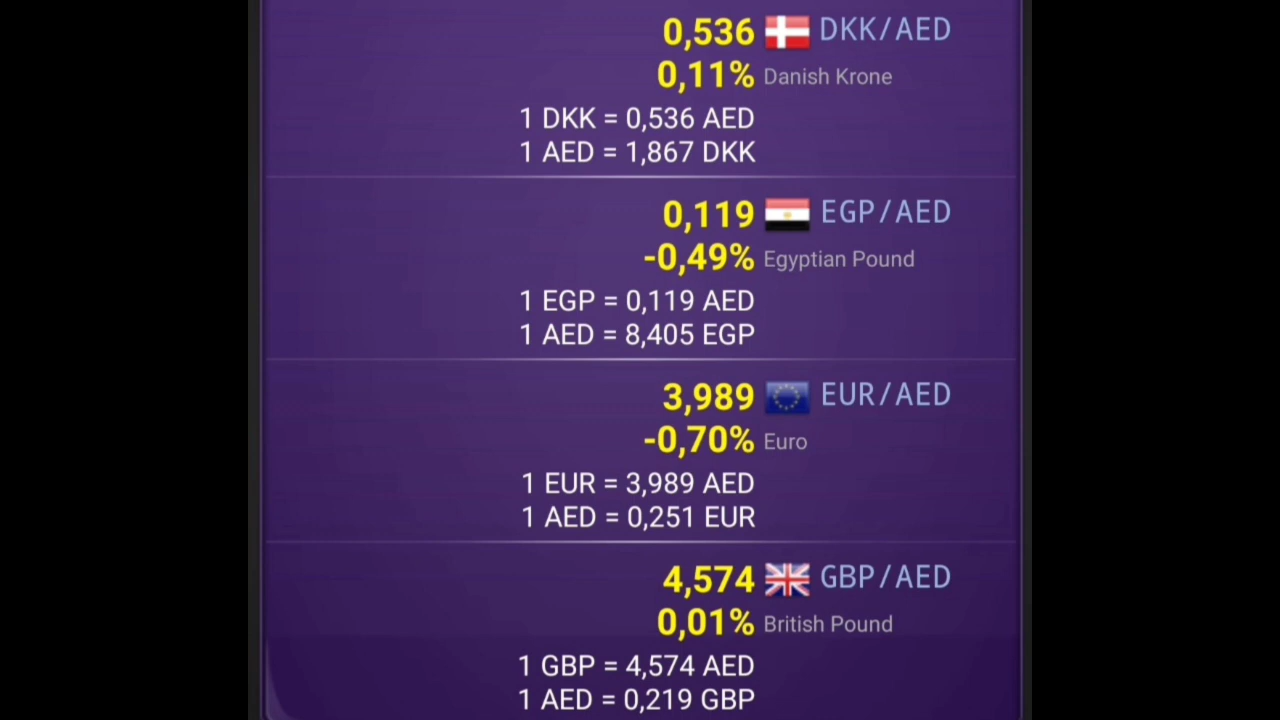 0,536 DKK/AED
0,11% Danish Krone
1 DKK = 0,536 AED
1 AED = 1,867 DKK
0,119 EGP/AED
-0,49% Egyptian Pound
1 EGP = 0,119 AED
1 AED = 8,405 EGP
3,989 EUR/AED
-0,70% Euro
1 EUR = 3,989 AED
1 AED = 0,251 EUR
4,574 GBP/AED
0,01% British Pound
1 GBP = 4,574 AED
1 AED = 0,219 GBP